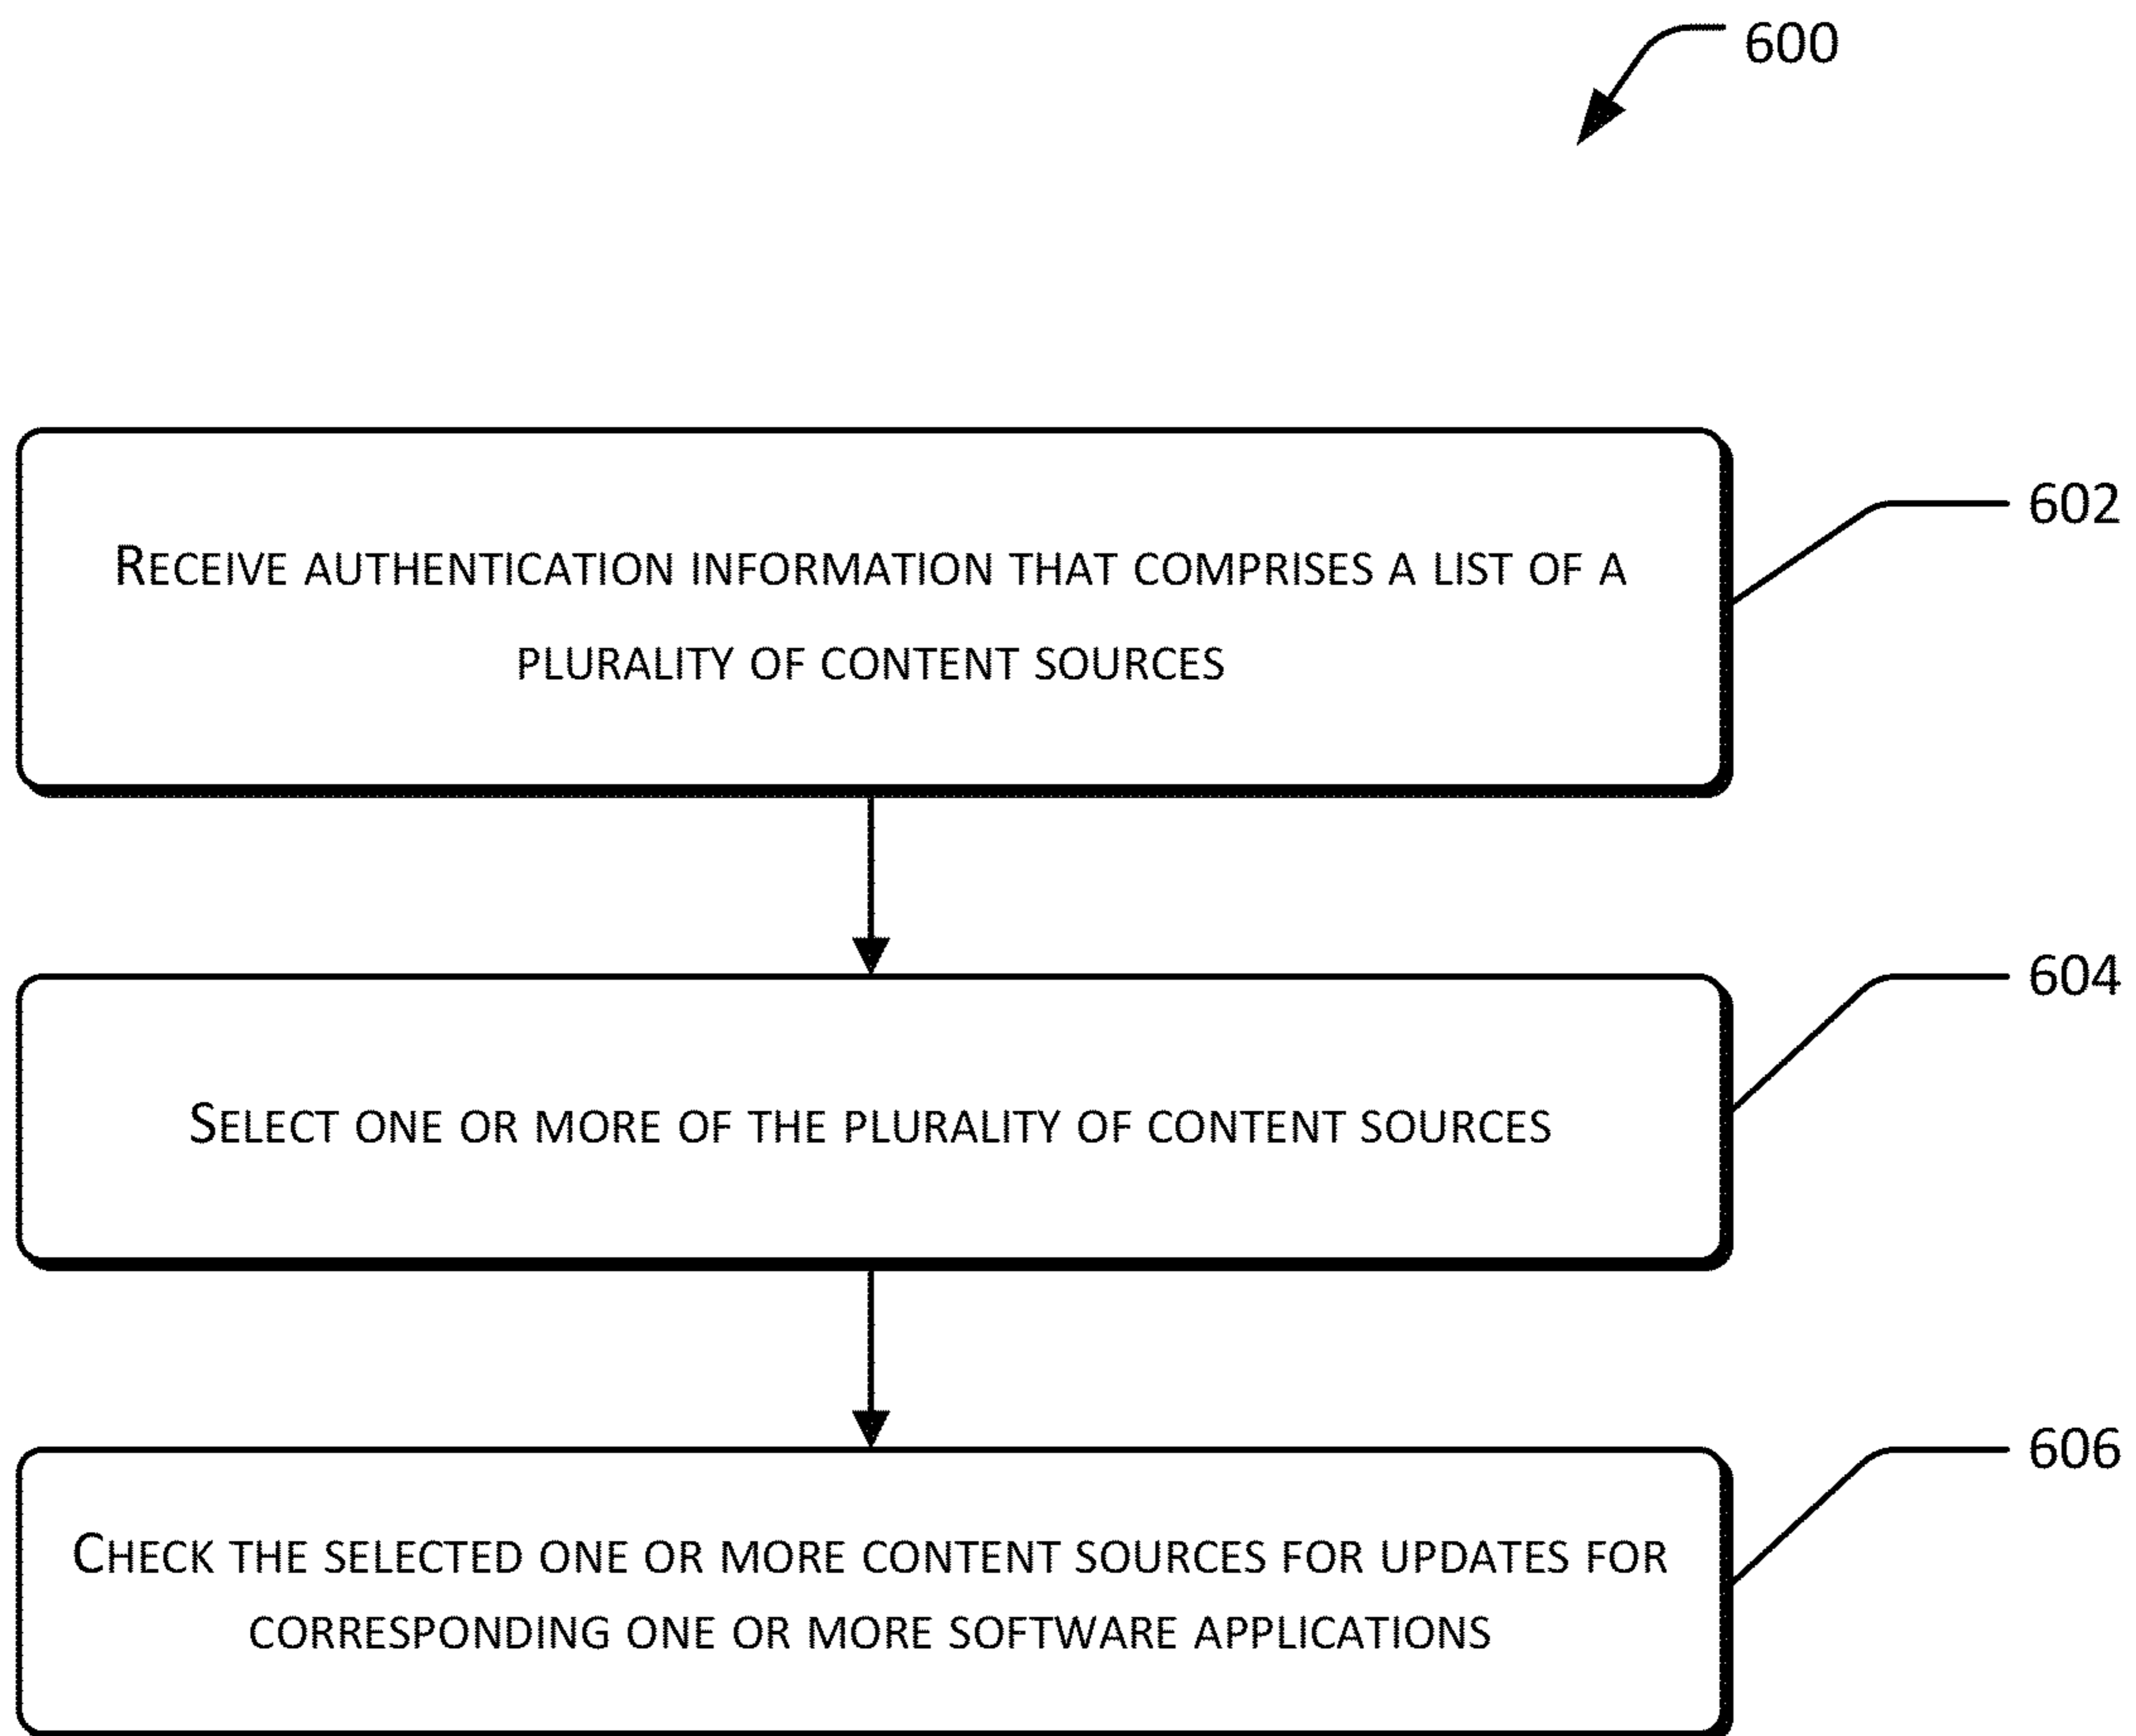 600
RECEIVE AUTHENTICATION INFORMATION THAT COMPRISES A LIST OF A
PLURALITY OF CONTENT SOURCES
602
SELECT ONE OR MORE OF THE PLURALITY OF CONTENT SOURCES
604
CHECK THE SELECTED ONE OR MORE CONTENT SOURCES FOR UPDATES FOR
CORRESPONDING ONE OR MORE SOFTWARE APPLICATIONS
606